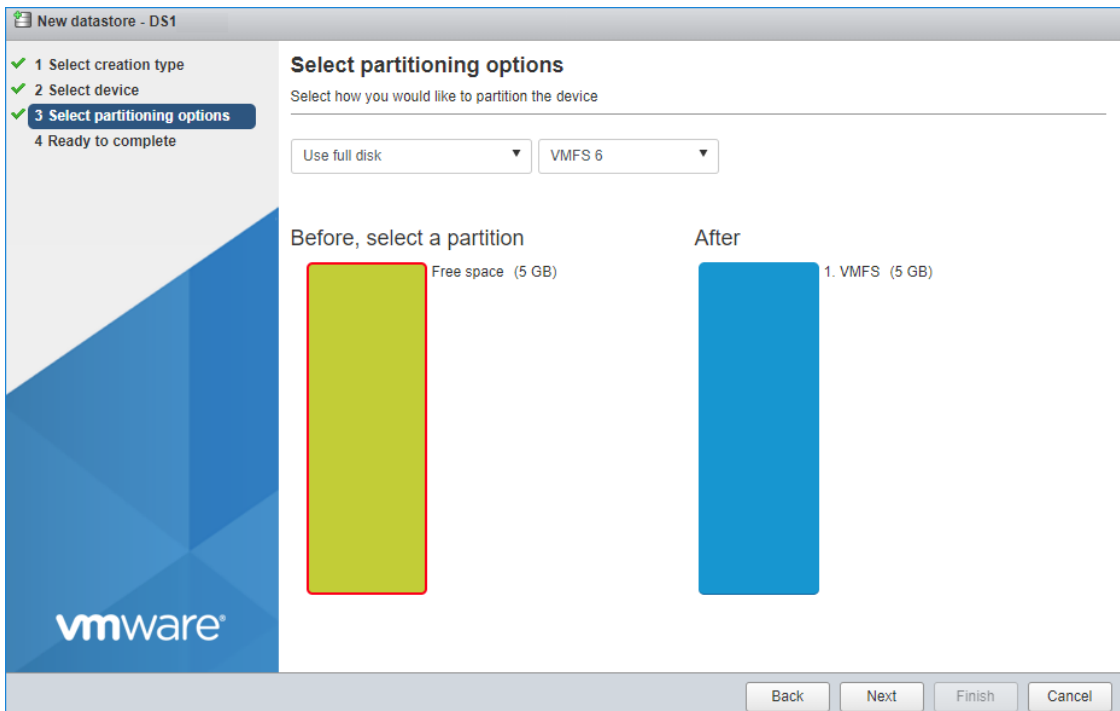 New datastore - DS1
1 Select creation type
2 Select device
3 Select partitioning options
4 Ready to complete
Select partitioning options
Select how you would like to partition the device
Use full disk VMFS 6
Before, select a partition After
Free space (5 GB) 1. VMFS (5 GB)
vmware®
Back Next Finish Cancel